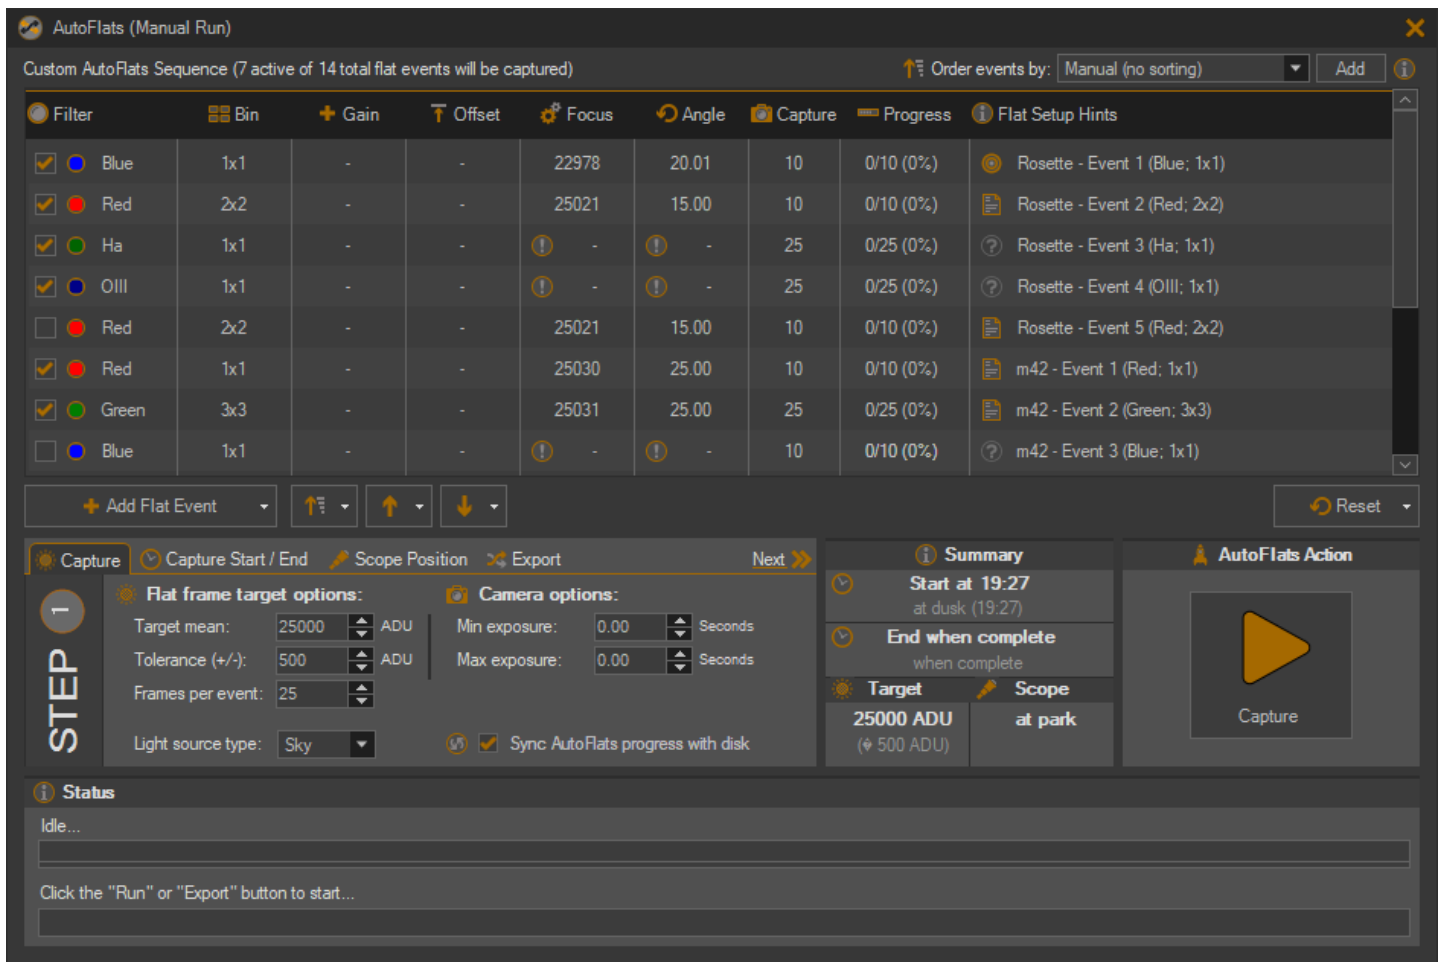 AutoFlats (Manual Run)
Custom AutoFlats Sequence (7 active of 14 total flat events will be captured)
Order events by: Manual (no sorting) Add
Filter Bin Gain Offset Focus Angle Capture Progress Flat Setup Hints
Blue 1x1 - - 22978 20.01 10 0/10 (0%) Rosette - Event 1 (Blue; 1x1)
Red 2x2 - - 25021 15.00 10 0/10 (0%) Rosette - Event 2 (Red; 2x2)
Ha 1x1 - - - - 25 0/25 (0%) Rosette - Event 3 (Ha; 1x1)
OIII 1x1 - - - - 25 0/25 (0%) Rosette - Event 4 (OIII; 1x1)
Red 2x2 - - 25021 15.00 10 0/10 (0%) Rosette - Event 5 (Red; 2x2)
Red 1x1 - - 25030 25.00 10 0/10 (0%) m42 - Event 1 (Red; 1x1)
Green 3x3 - - 25031 25.00 25 0/25 (0%) m42 - Event 2 (Green; 3x3)
Blue 1x1 - - - - 10 0/10 (0%) m42 - Event 3 (Blue; 1x1)
Add Flat Event Reset
Capture Capture Start / End Scope Position Export Next
STEP 1
Flat frame target options:
Target mean: 25000 ADU
Tolerance (+/-): 500 ADU
Frames per event: 25
Light source type: Sky
Camera options:
Min exposure: 0.00 Seconds
Max exposure: 0.00 Seconds
Sync AutoFlats progress with disk
Summary
Start at 19:27
at dusk (19:27)
End when complete
when complete
Target Scope
25000 ADU at park
(� 500 ADU)
AutoFlats Action
Capture
Status
Idle...
Click the "Run" or "Export" button to start...